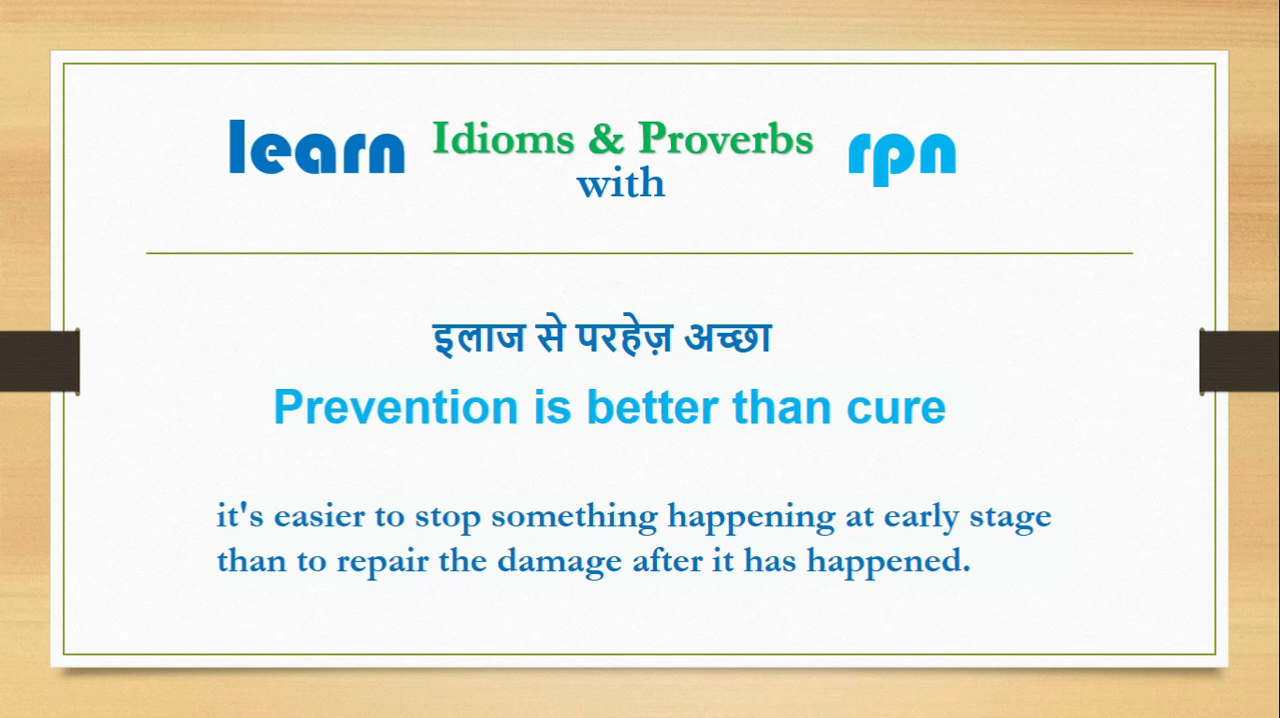 learn Idioms & Proverbs rpn
with
इलाज से परहेज़ अच्छा
Prevention is better than cure
it's easier to stop something happening at early stage
than to repair the damage after it has happened.